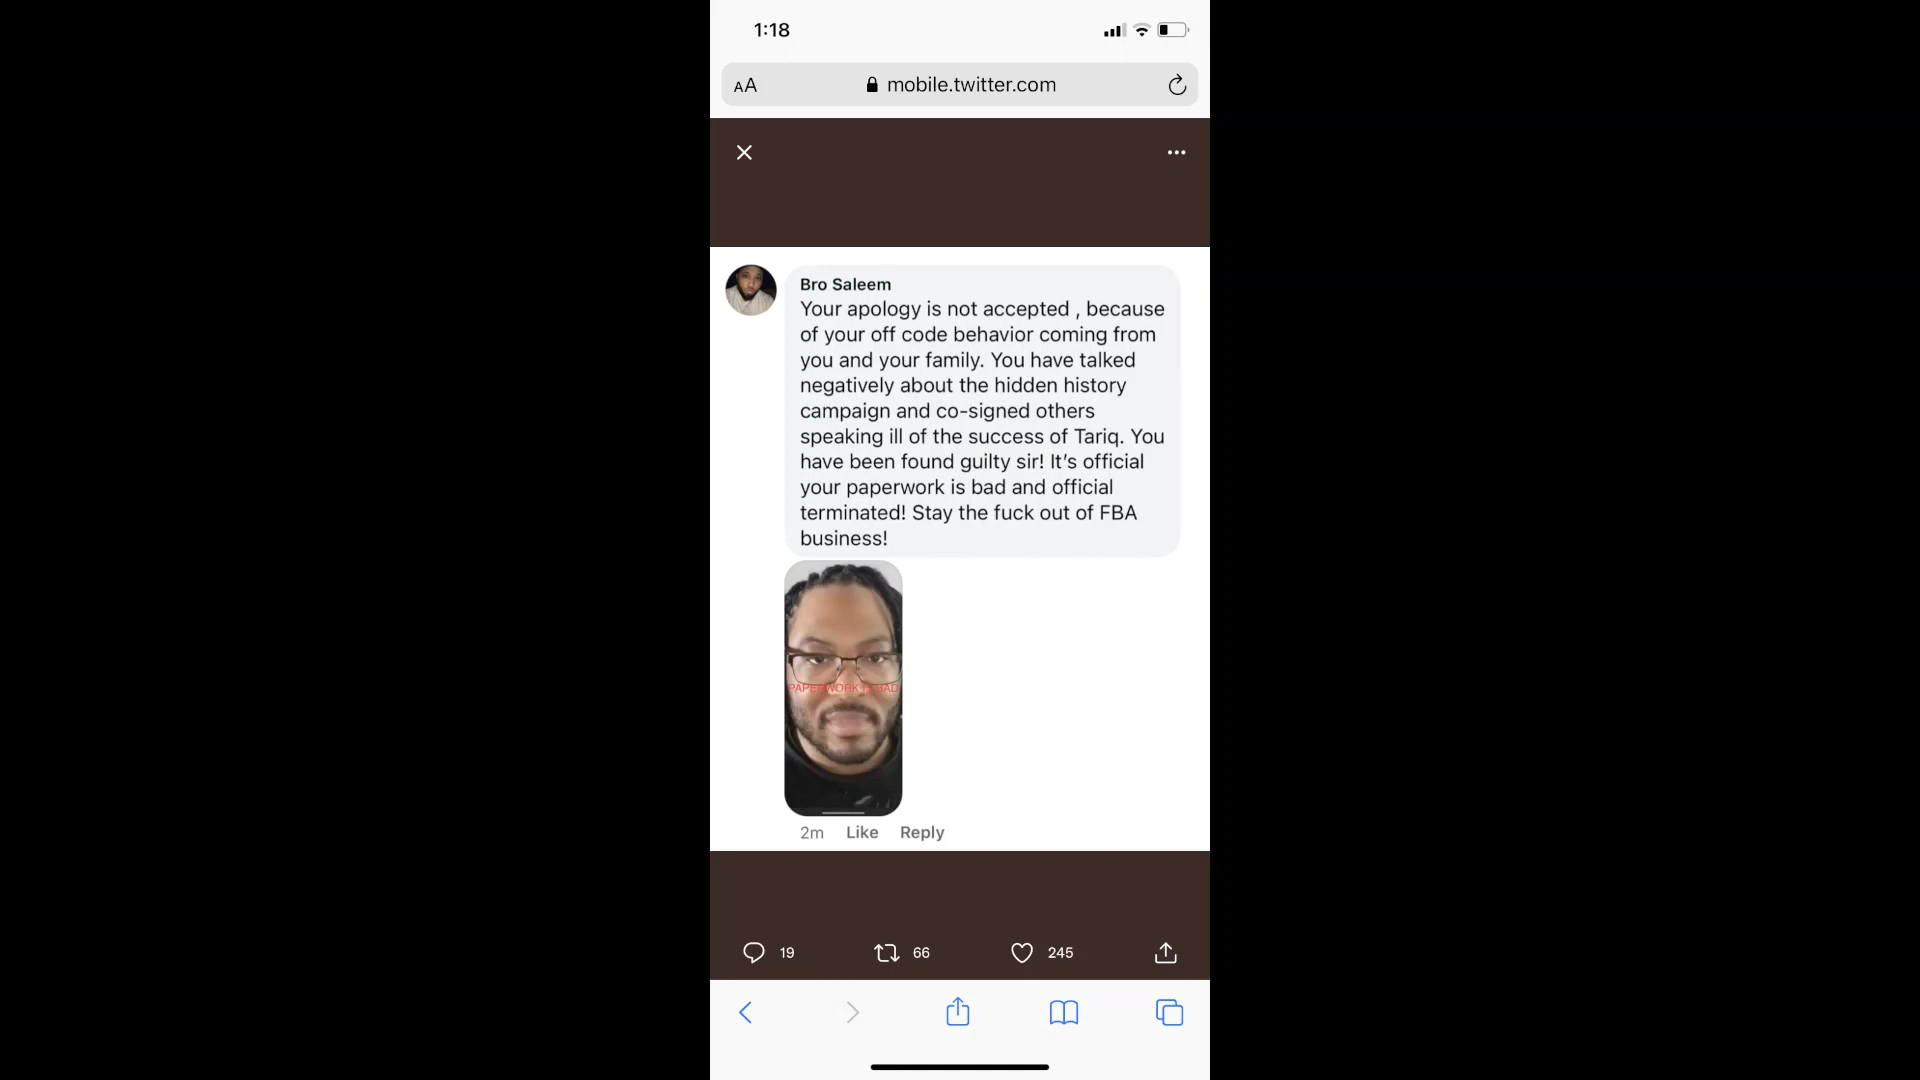 1:18
AA
mobile.twitter.com
Bro Saleem
Your apology is not accepted , because
of your off code behavior coming from
you and your family. You have talked
negatively about the hidden history
campaign and co-signed others
speaking ill of the success of Tariq. You
have been found guilty sir! It’s official
your paperwork is bad and official
terminated! Stay the fuck out of FBA
business!
PAPERWORK IS BAD
2m Like Reply
19 66 245